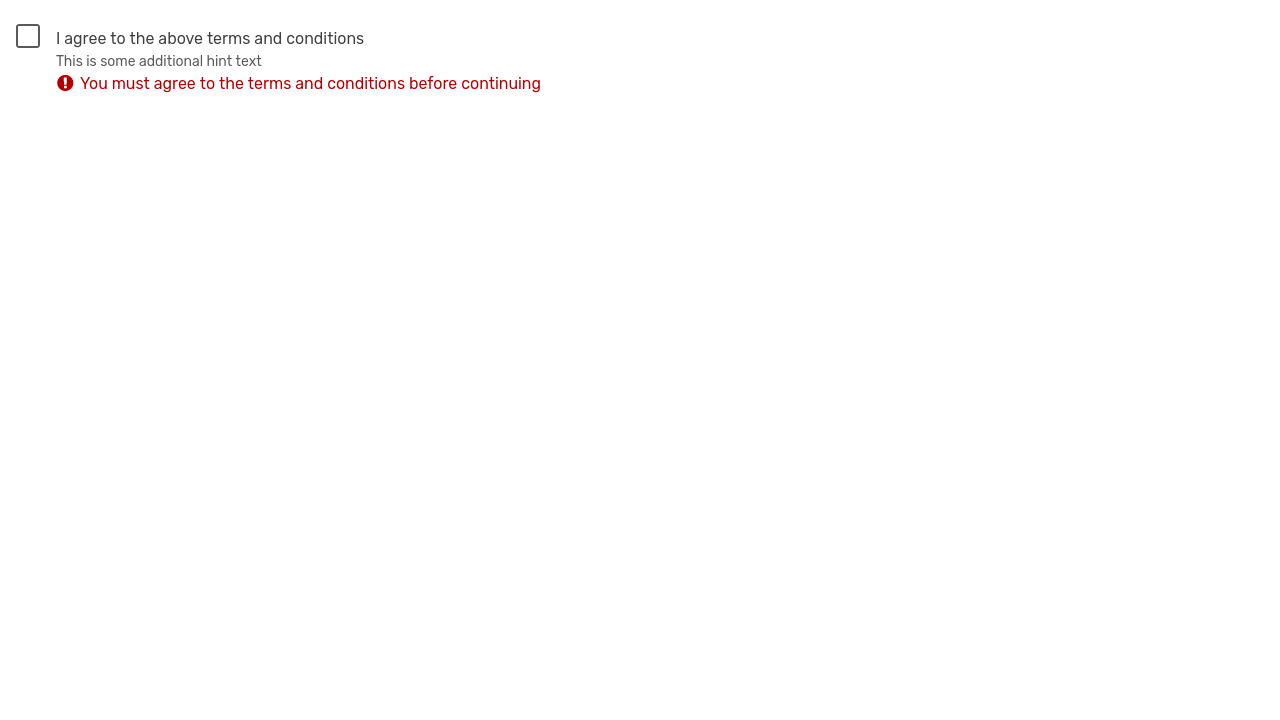 I agree to the above terms and conditions
This is some additional hint text
You must agree to the terms and conditions before continuing